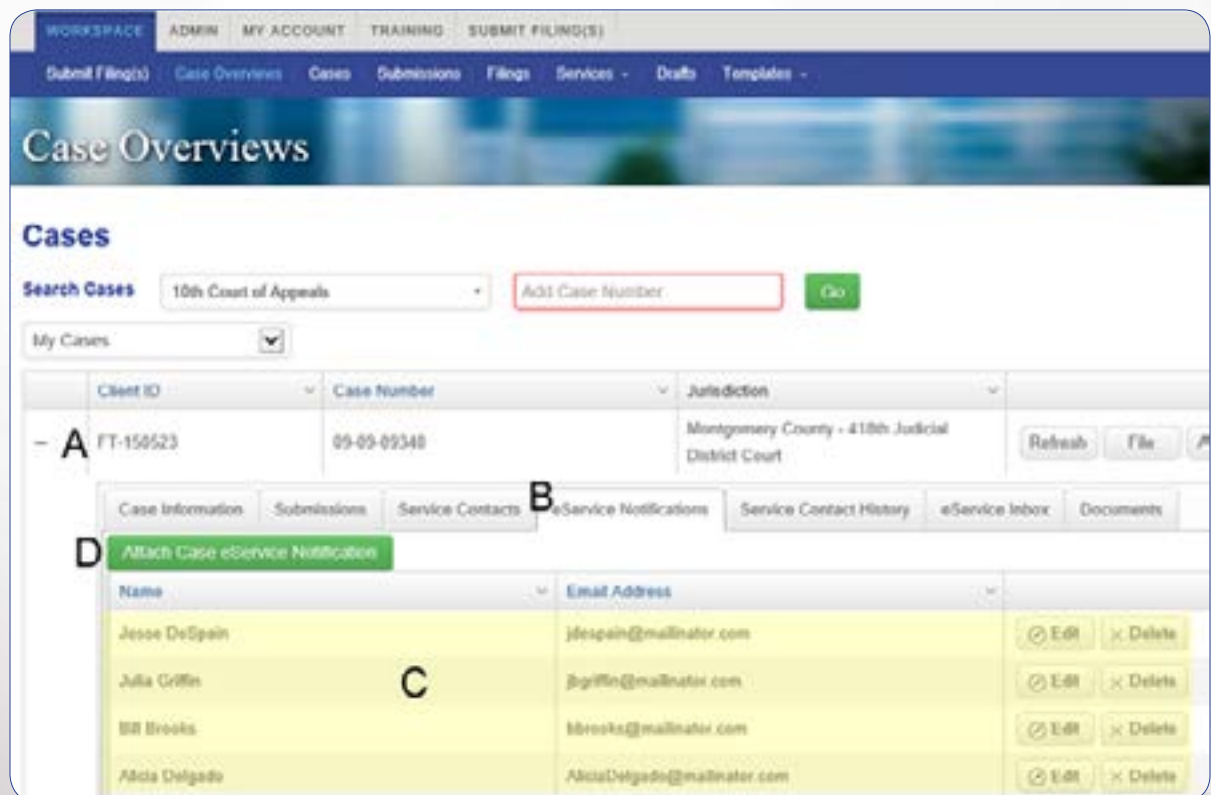 WORKSPACE ADMIN MY ACCOUNT TRAINING SUBMIT FILING(S)
Submit Filing(s) Case Overviews Cases Submissions Filings Services Drafts Templates
Case Overviews
Cases
Search Cases 10th Court of Appeals Add Case Number Go
My Cases
Client ID Case Number Jurisdiction
– A FT-150523 09-09-09340 Montgomery County - 418th Judicial Refresh File
District Court
Case Information Submissions Service Contacts B eService Notifications Service Contact History eService Inbox Documents
D Attach Case eService Notification
Name Email Address
Jesse DeSpain jdespain@mailinator.com Edit Delete
Julia Griffin C jbgriffin@mailinator.com Edit Delete
Bill Brooks bbrooks@mailinator.com Edit Delete
Alicia Delgado AliciaDelgado@mailinator.com Edit Delete